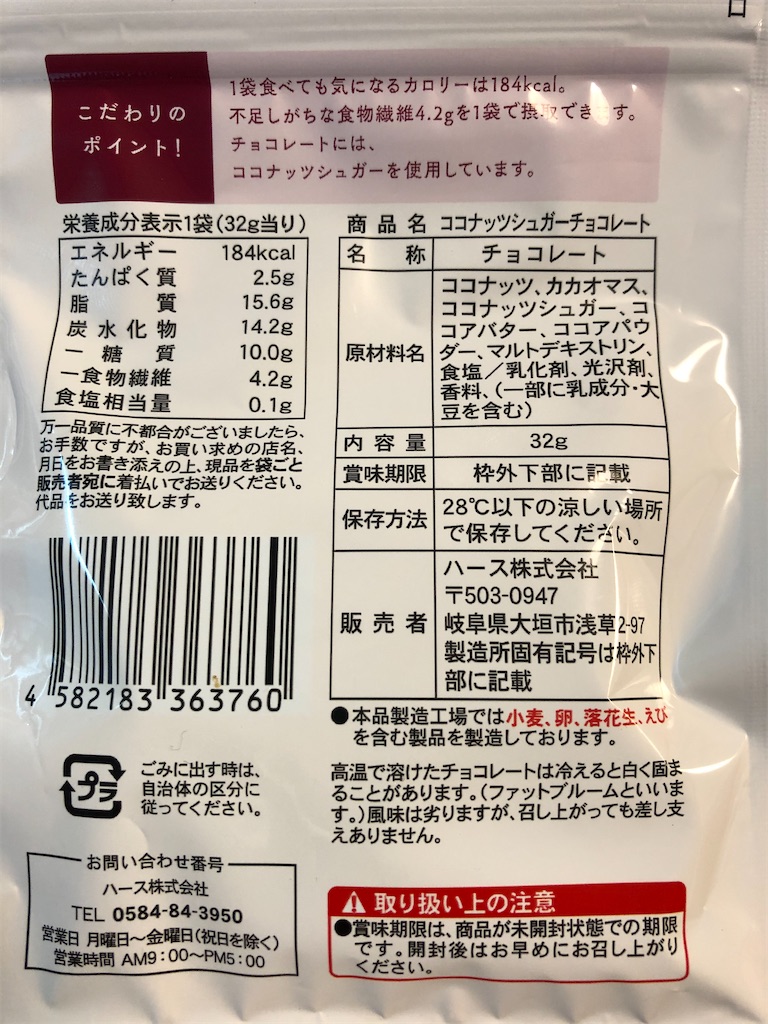 こだわりの
ポイント!
1袋食べても気になるカロリーは184kcal。
不足しがちな食物繊維4.2gを1袋で摂取できます。
チョコレートには、
ココナッツシュガーを使用しています。
栄養成分表示1袋(32g当り)
エネルギー 184kcal
たんぱく質 2.5g
脂質 15.6g
炭水化物 14.2g
ー糖質 10.0g
ー食物繊維 4.2g
食塩相当量 0.1g
万一品質に不都合がございましたら、
お手数ですが、お買い求めの店名、
月日をお書き添えの上、現品を袋ごと
販売者宛に着払いでお送りください。
代品をお送り致します。
4 582183 363760
プラ
ごみに出す時は、
自治体の区分に
従ってください。
お問い合わせ番号
ハース株式会社
TEL 0584-84-3950
営業日 月曜日〜金曜日(祝日を除く)
営業時間 AM9:00〜PM5:00
商品名 ココナッツシュガーチョコレート
名称 チョコレート
原材料名 ココナッツ、カカオマス、
ココナッツシュガー、コ
コアバター、ココアパウ
ダー、マルトデキストリン、
食塩/乳化剤、光沢剤、
香料、(一部に乳成分・大
豆を含む)
内容量 32g
賞味期限 枠外下部に記載
保存方法 28℃以下の涼しい場所
で保存してください。
販売者 ハース株式会社
〒503-0947
岐阜県大垣市浅草2-97
製造所固有記号は枠外下
部に記載
●本品製造工場では小麦、卵、落花生、えび
を含む製品を製造しております。
高温で溶けたチョコレートは冷えると白く固ま
ることがあります。(ファットブルームといいま
す。)風味は劣りますが、召し上がっても差し支
えありません。
取り扱い上の注意
●賞味期限は、商品が未開封状態での期限
です。開封後はお早めにお召し上がり
ください。